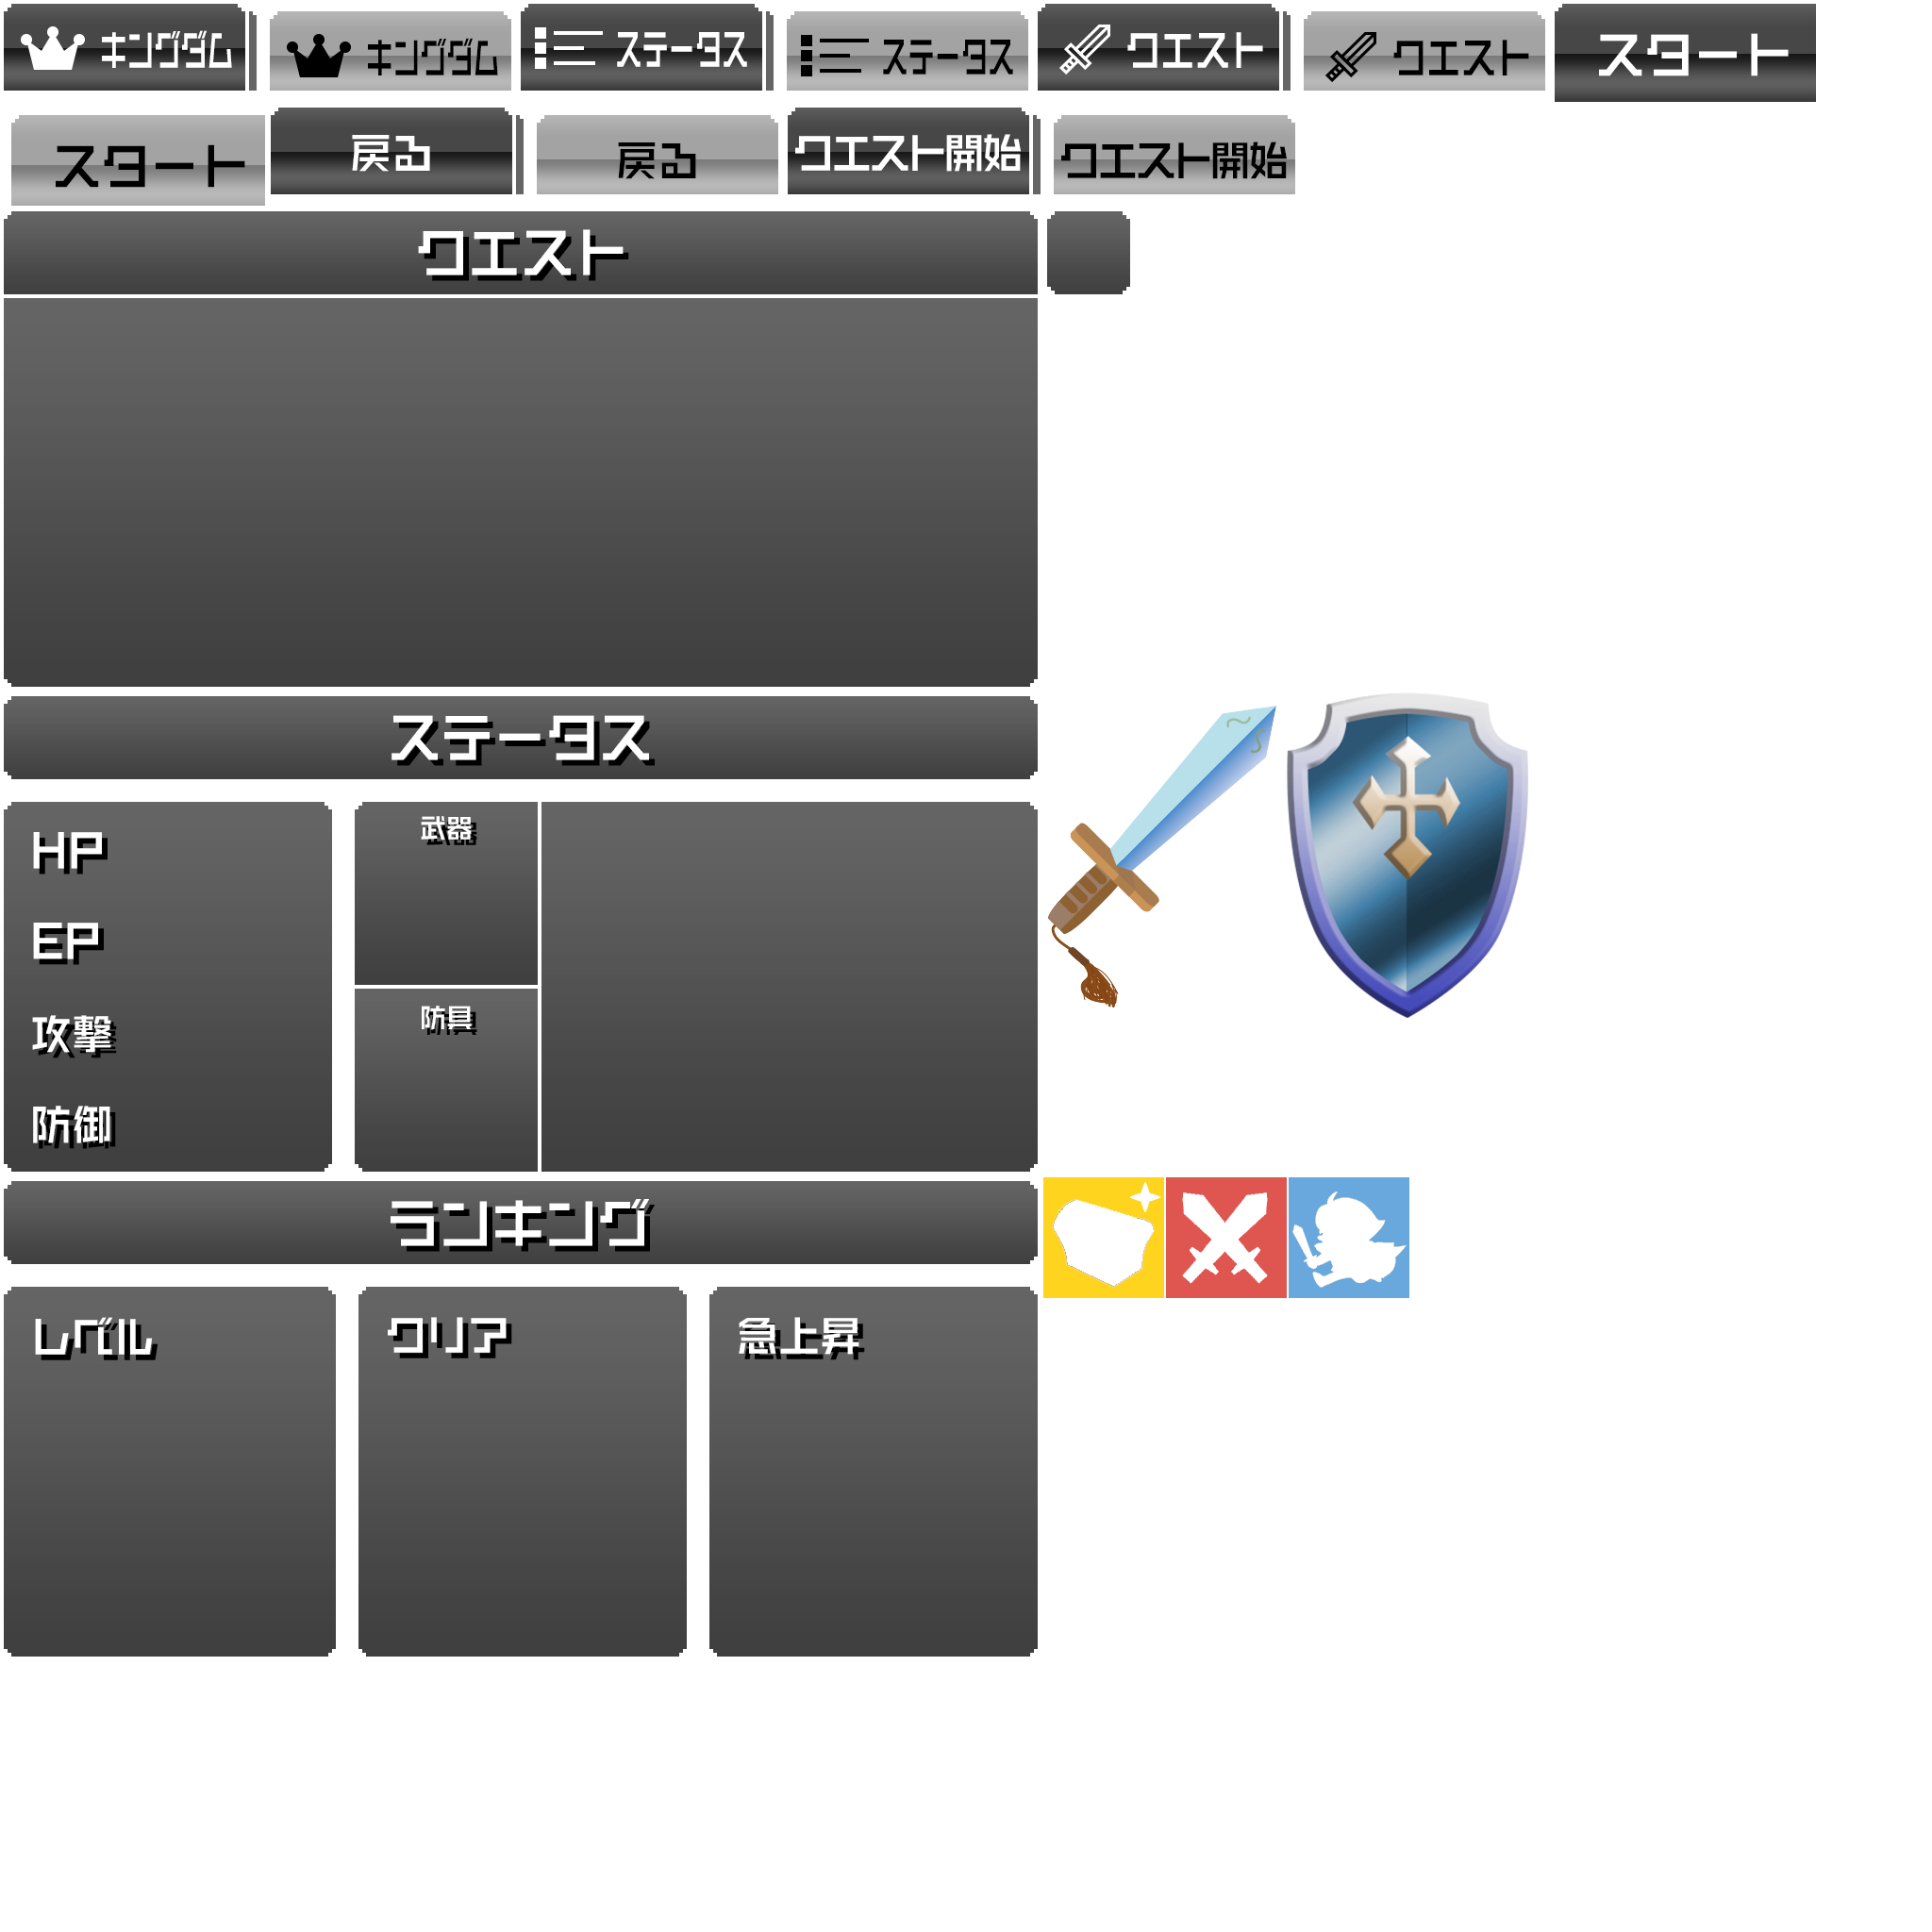 キングダム
キングダム
ステータス
ステータス
クエスト
クエスト
スタート
スタート
戻る
戻る
クエスト開始
クエスト開始
クエスト
ステータス
HP
EP
攻撃
防御
武器
防具
ランキング
レベル
クリア
急上昇